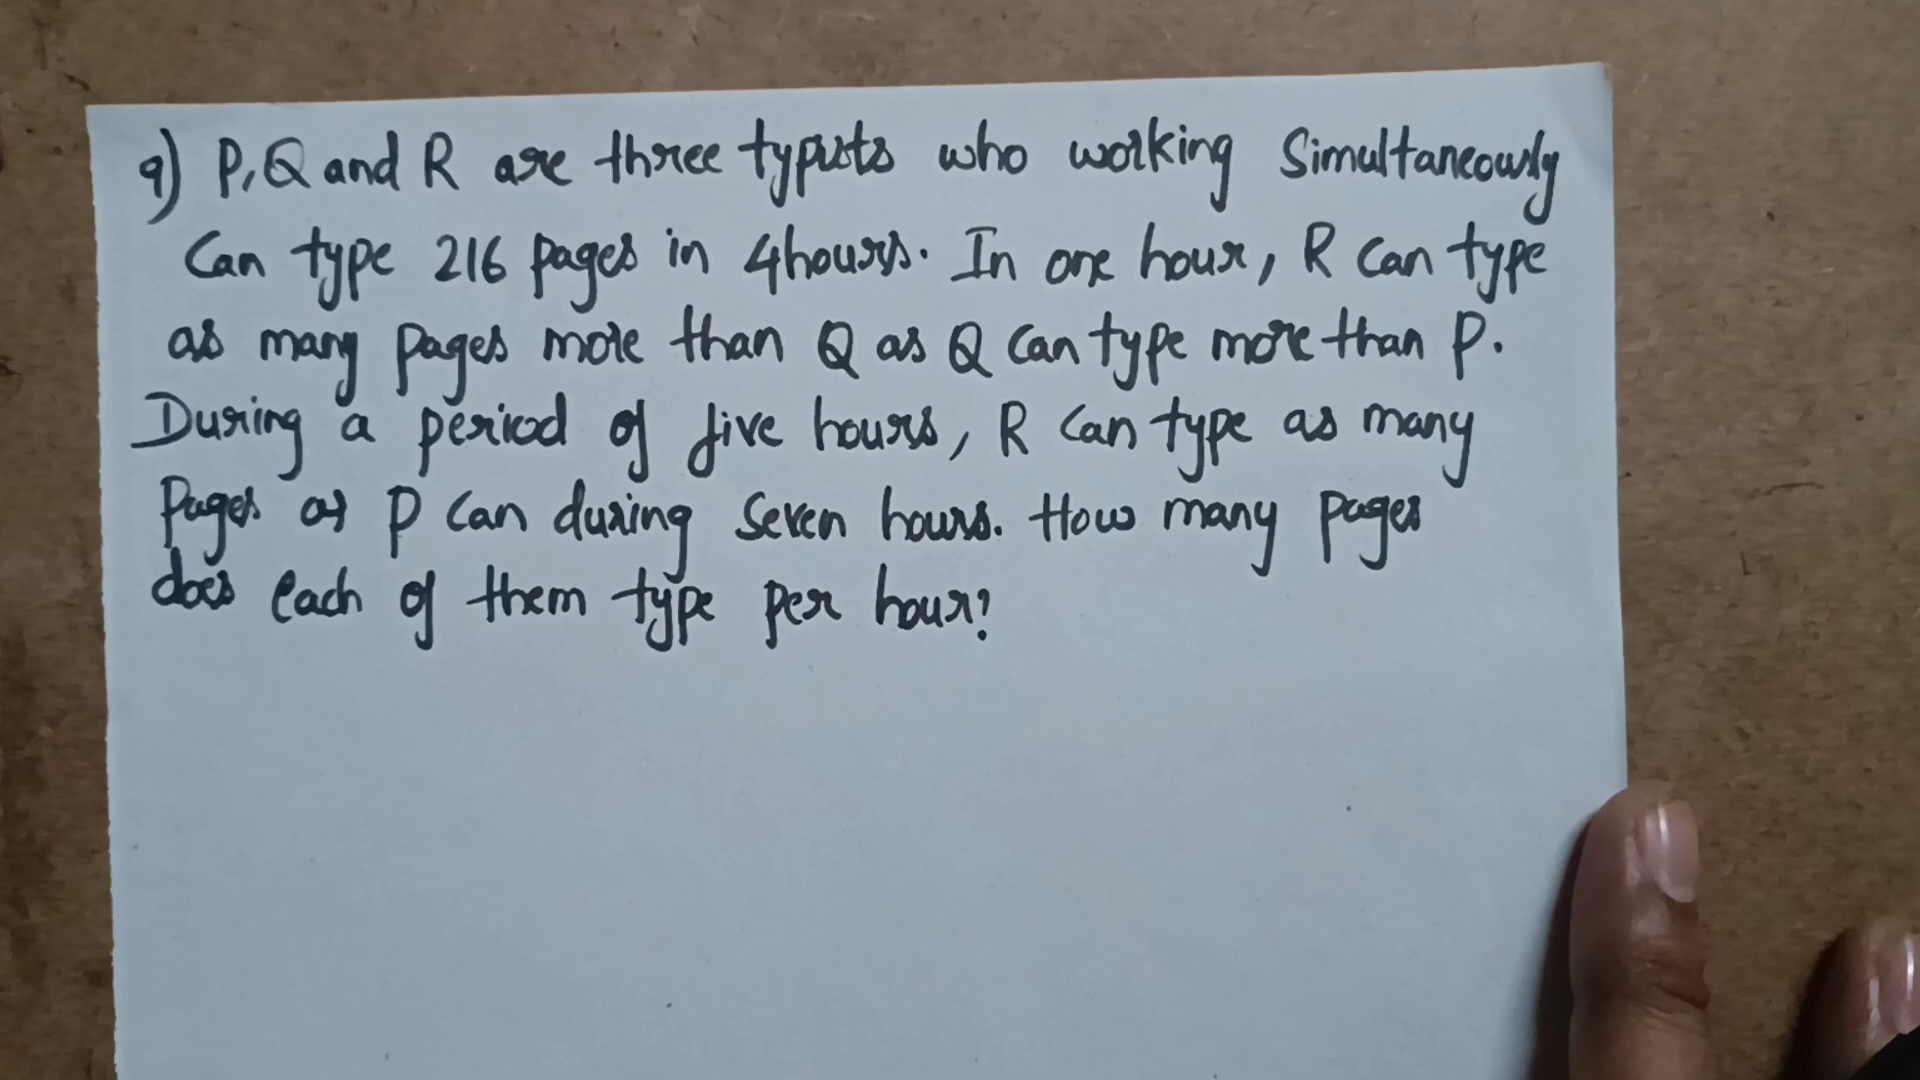 9) P, Q and R are three typists who working Simultaneously
Can type 216 pages in 4hours. In one hour, R can type
as many pages more than Q as Q can type more than P.
During a period of five hours, R can type as many
Pages as P can during Seven hours. How many pages
does each of them type per hour?